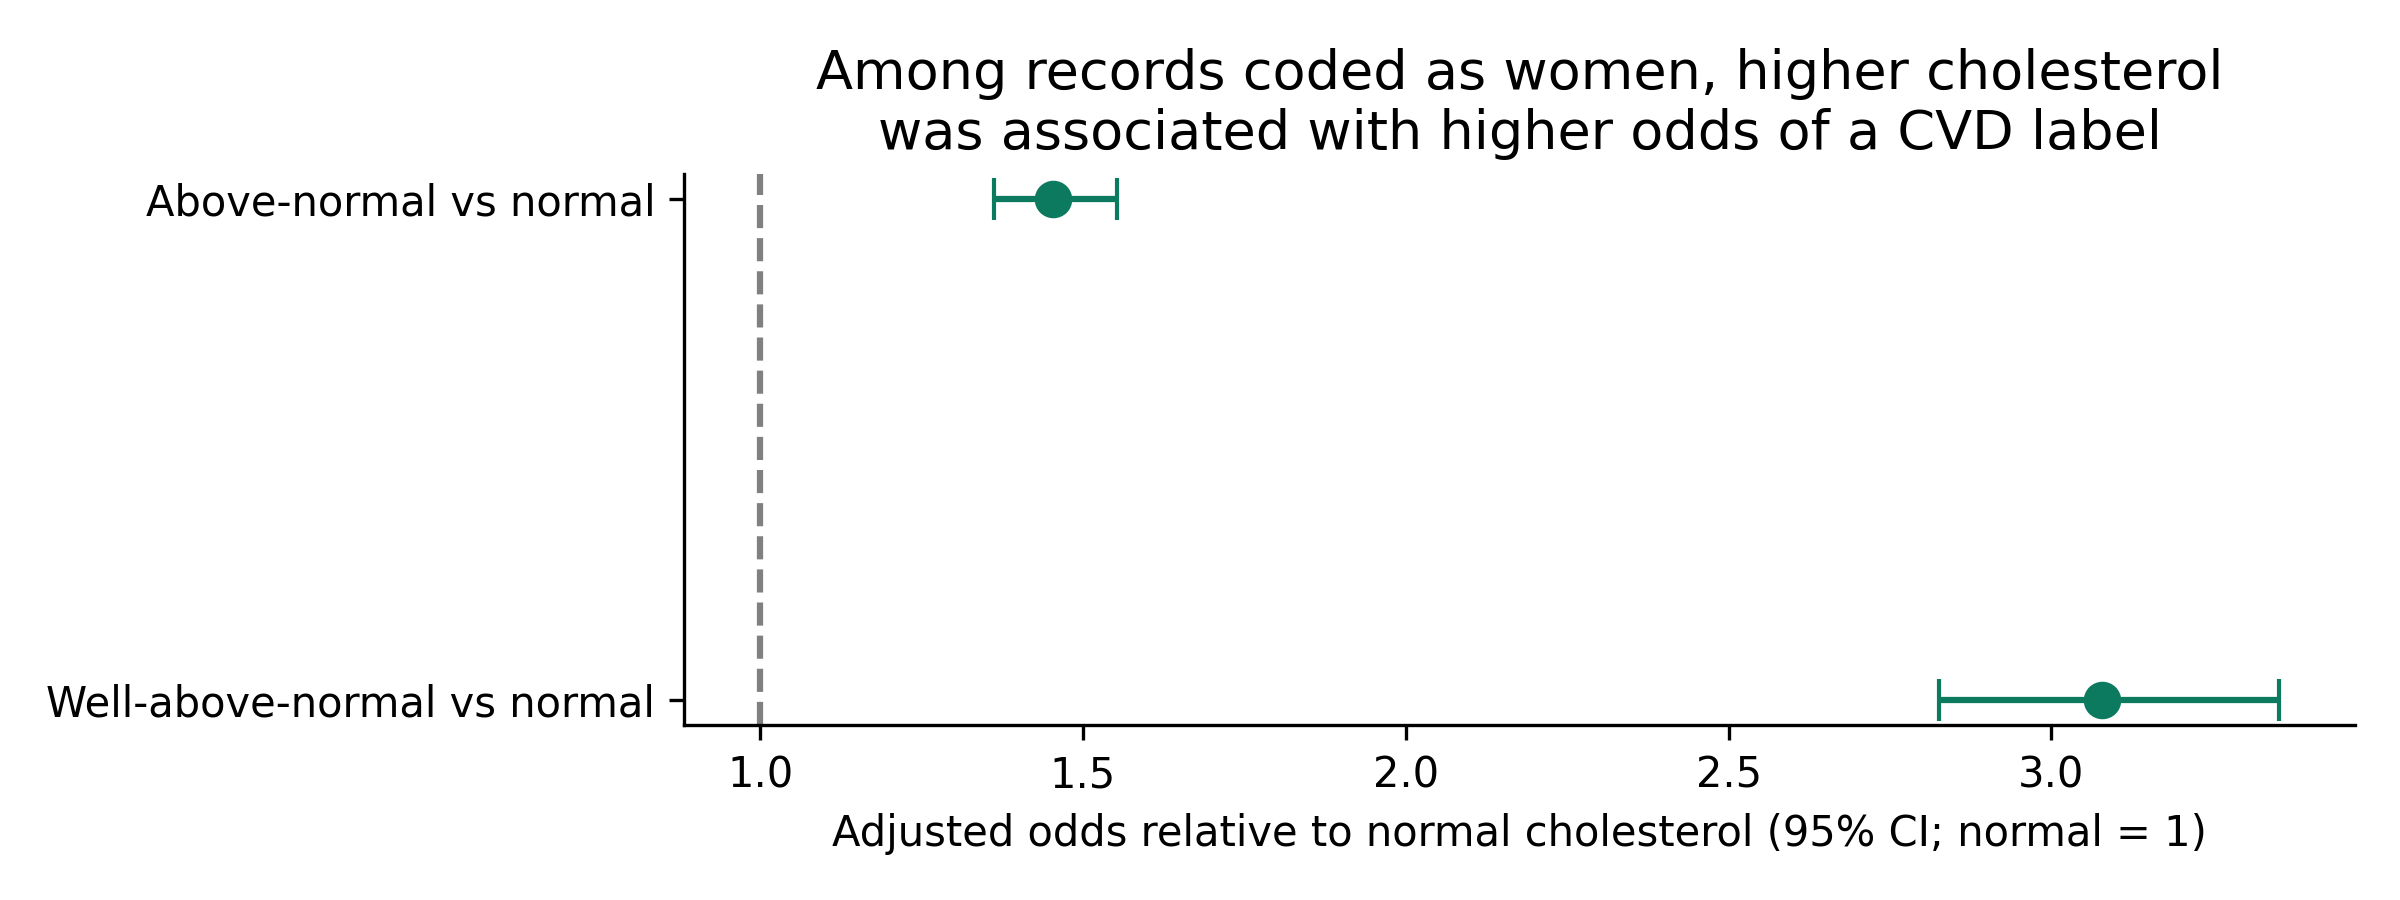 Among records coded as women, higher cholesterol
was associated with higher odds of a CVD label
Above-normal vs normal
Well-above-normal vs normal
1.0 1.5 2.0 2.5 3.0
Adjusted odds relative to normal cholesterol (95% CI; normal = 1)